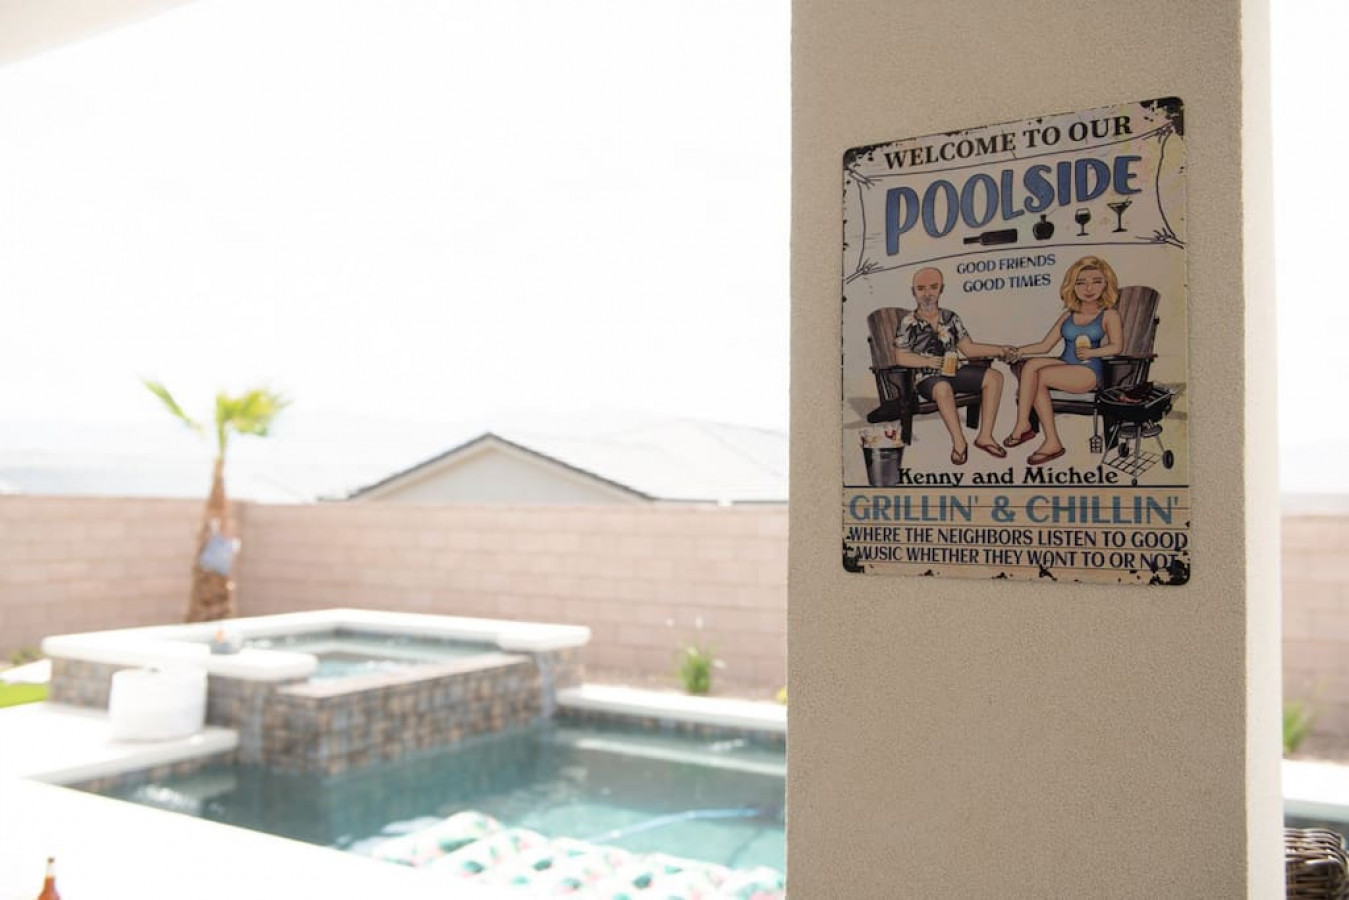 WELCOME TO OUR
POOLSIDE
GOOD FRIENDS
GOOD TIMES
Kenny and Michele
GRILLIN' & CHILLIN'
WHERE THE NEIGHBORS LISTEN TO GOOD
MUSIC WHETHER THEY WANT TO OR NOT